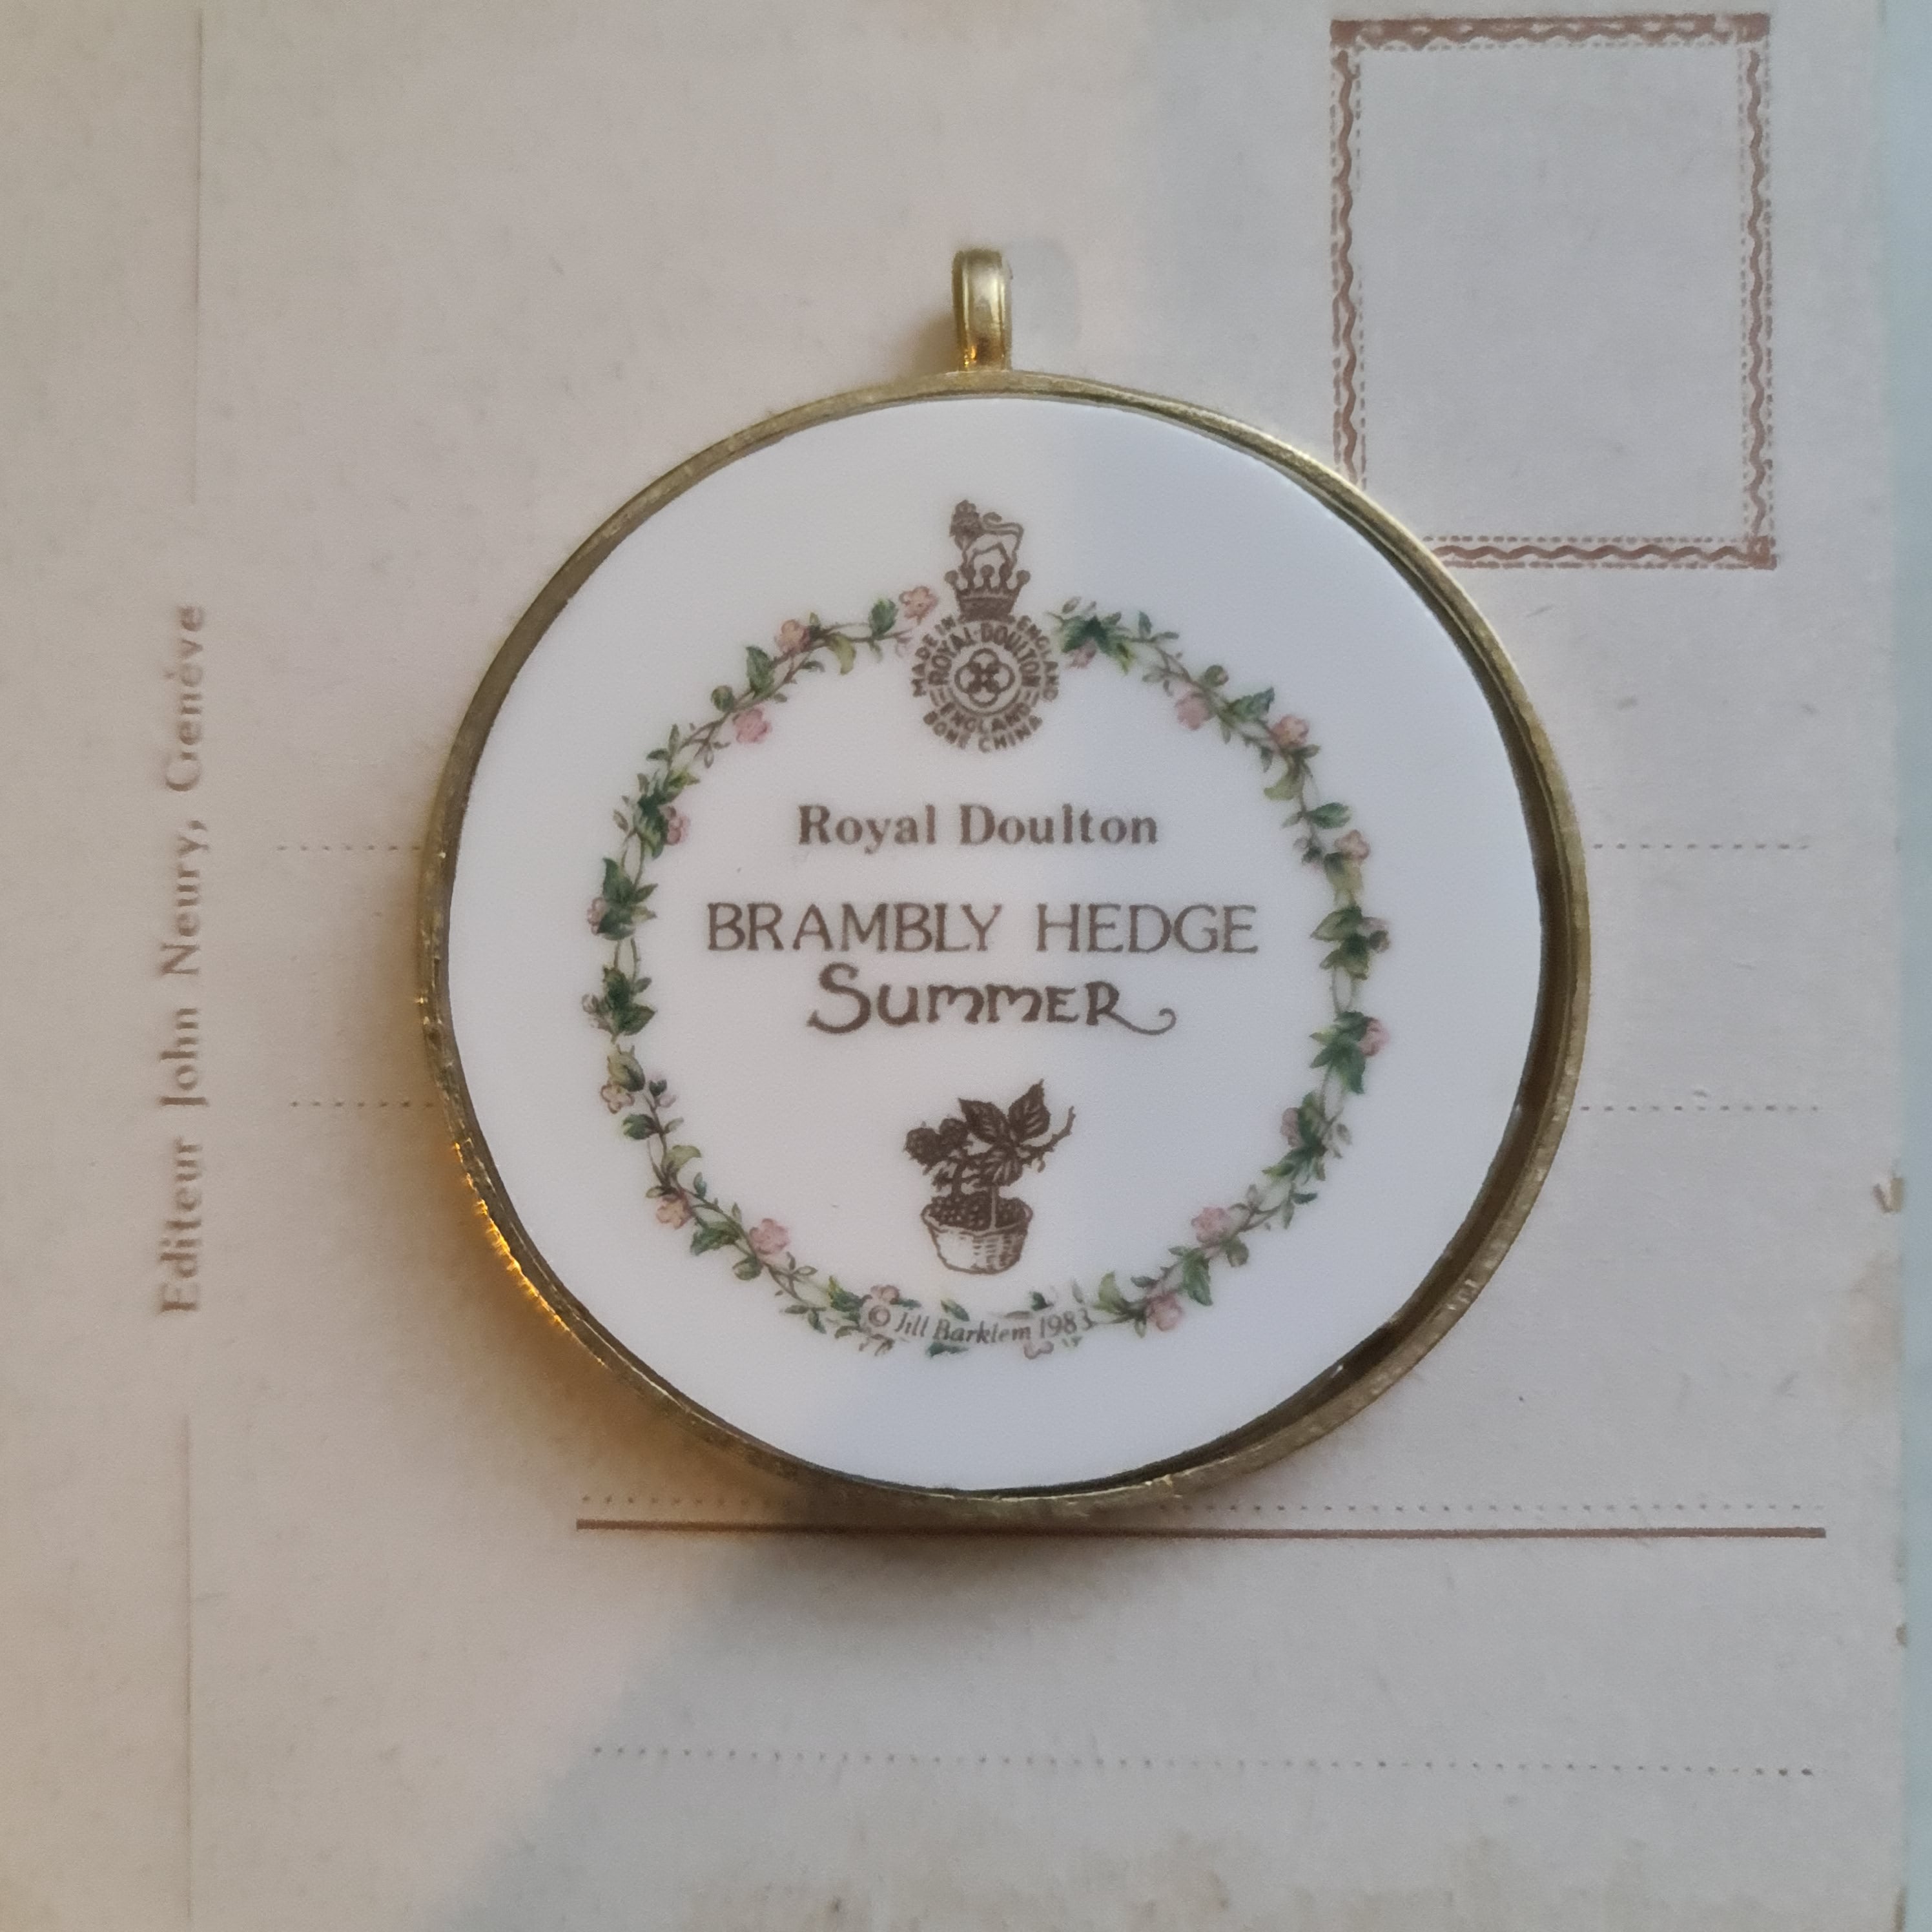 MADE IN ENGLAND
ROYAL·DOULTON
ENGLAND
BONE CHINA
Royal Doulton
BRAMBLY HEDGE
Summer
© Jill Barklem 1983
Editeur John Neury, Genève